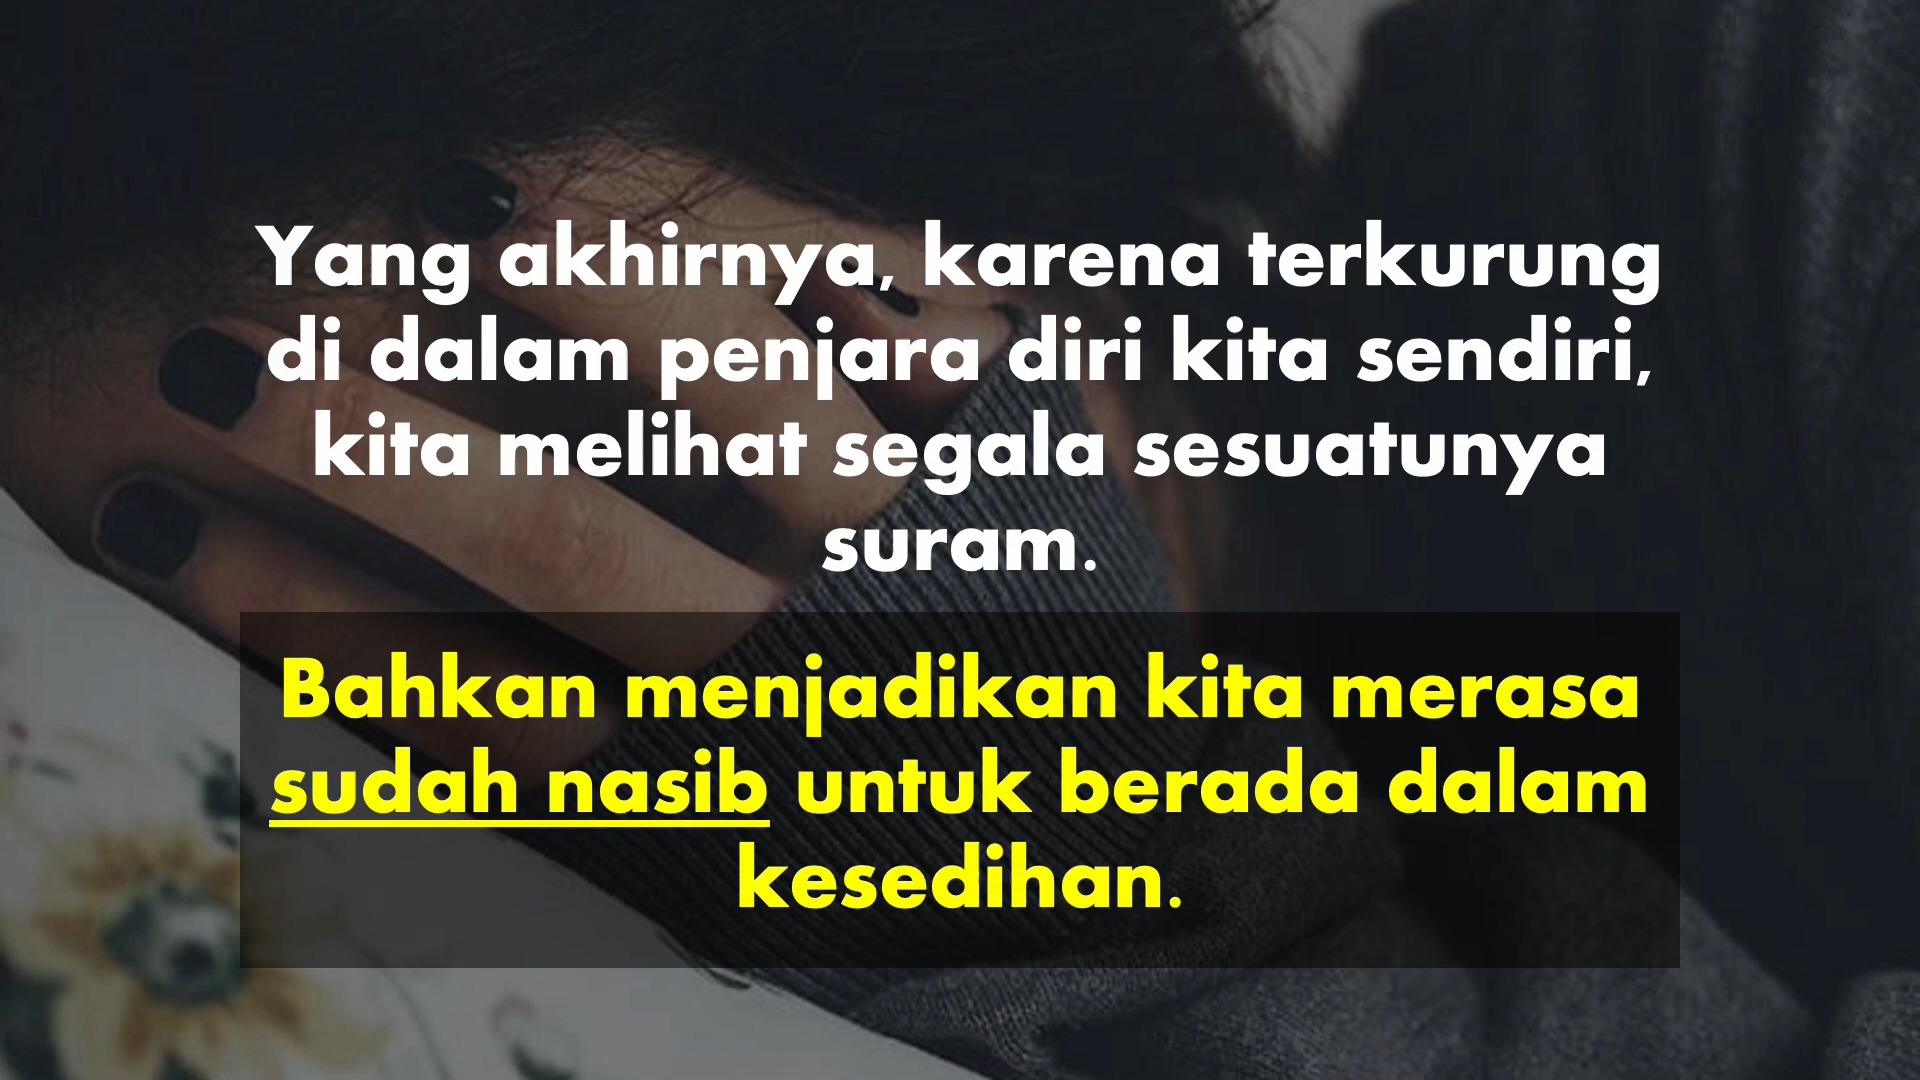 Yang akhirnya, karena terkurung
di dalam penjara diri kita sendiri,
kita melihat segala sesuatunya
suram.
Bahkan menjadikan kita merasa
sudah nasib untuk berada dalam
kesedihan.